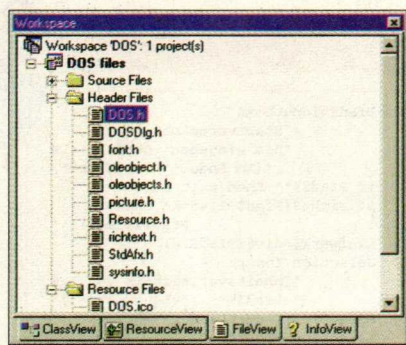 Workspace
Workspace 'DOS': 1 project(s)
DOS files
Source Files
Header Files
DOS.h
DOSDlg.h
font.h
oleobject.h
oleobjects.h
picture.h
Resource.h
richtext.h
StdAfx.h
sysinfo.h
Resource Files
DOS.ico
ClassView
ResourceView
FileView
InfoView